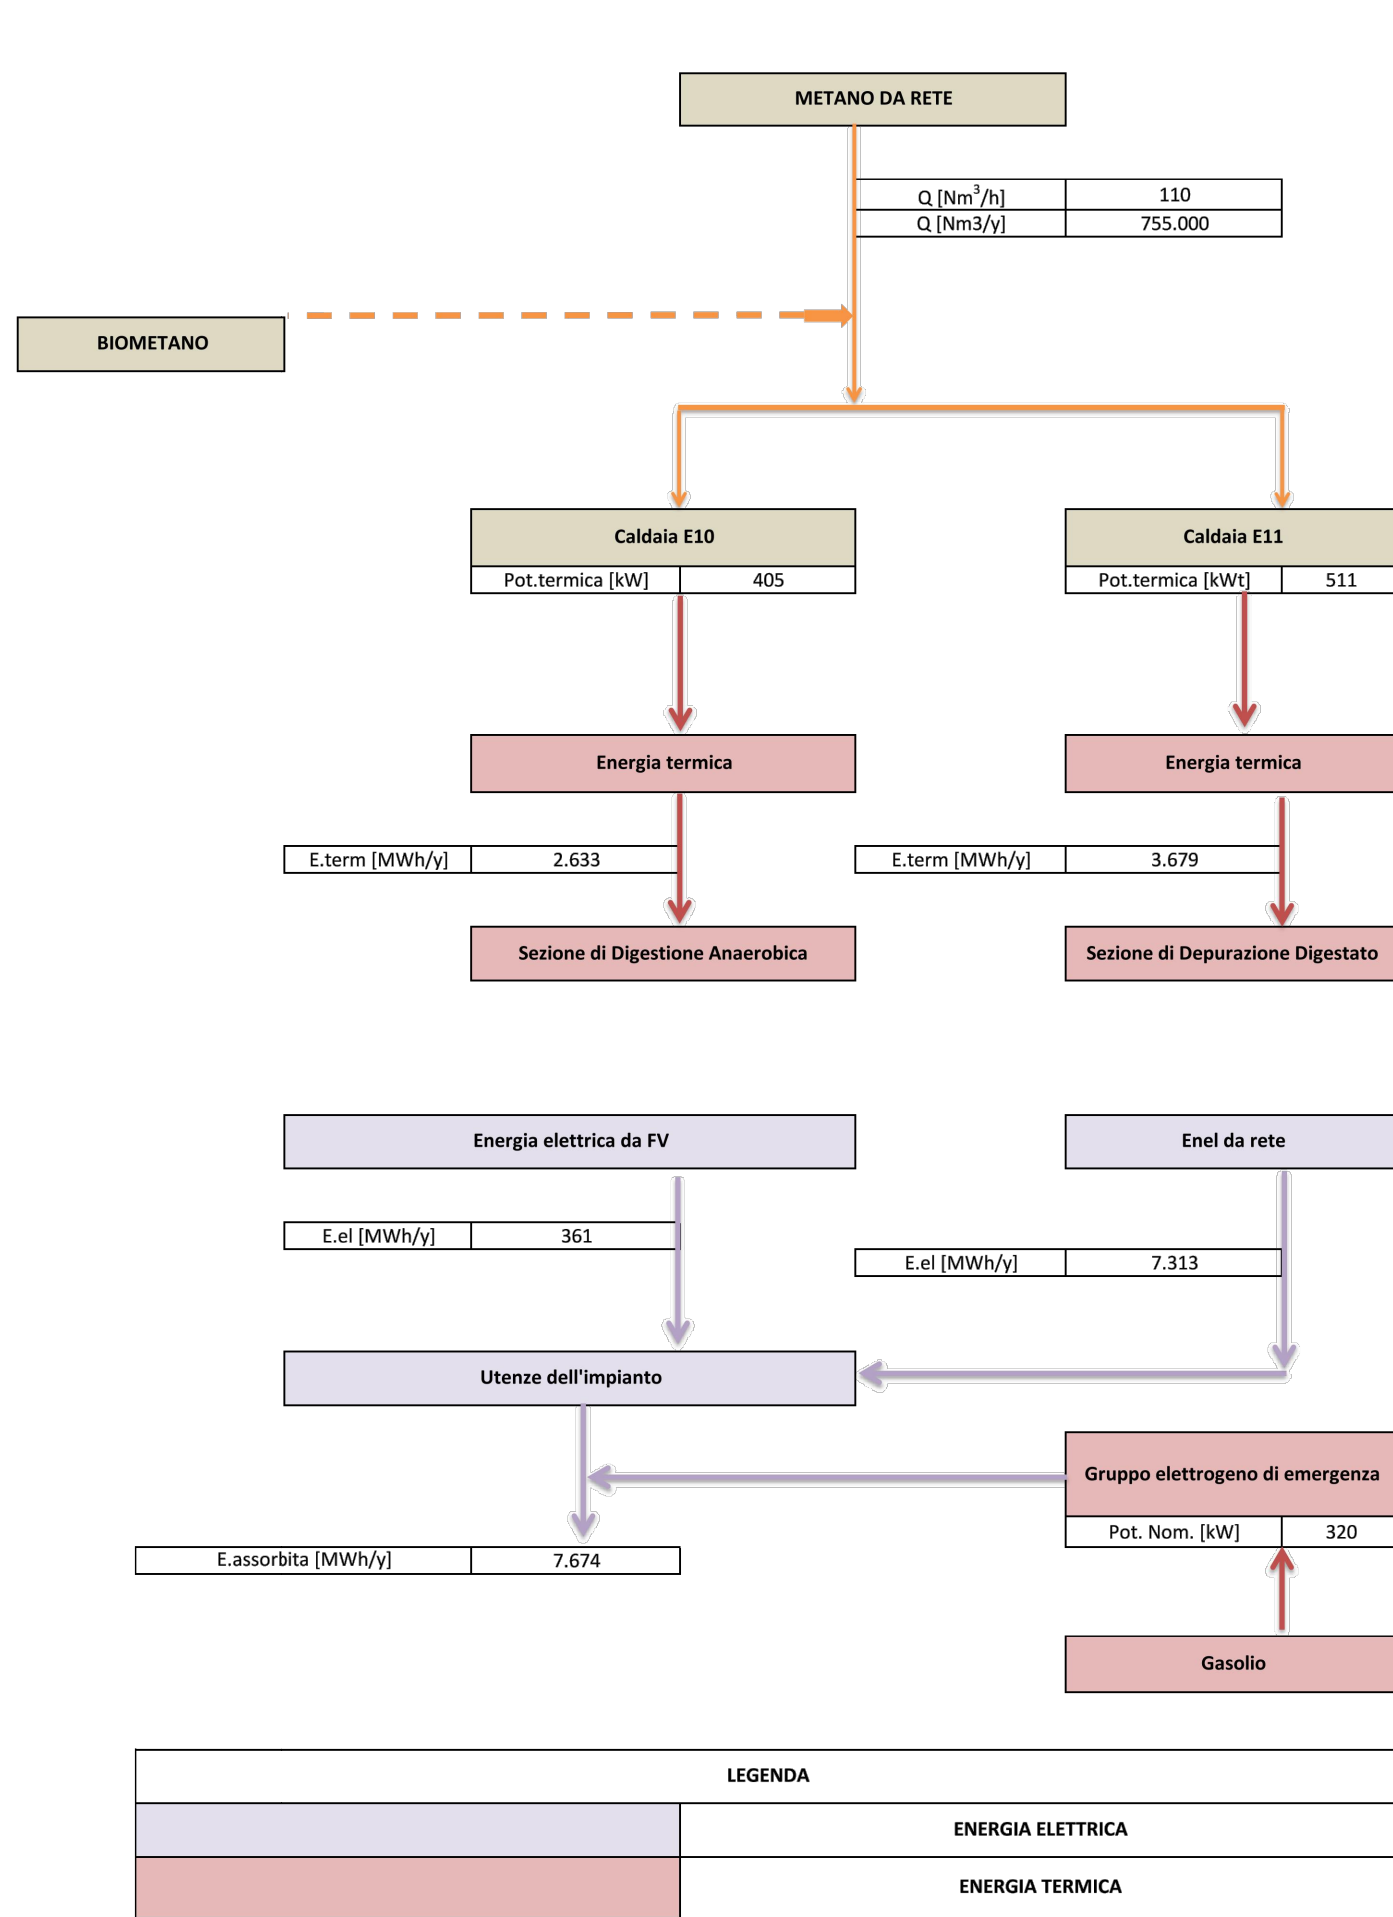 METANO DA RETE
Q [Nm³/h] 110
Q [Nm3/y] 755.000
BIOMETANO
Caldaia E10
Pot.termica [kW] 405
Caldaia E11
Pot.termica [kWt] 511
Energia termica
Energia termica
E.term [MWh/y] 2.633
E.term [MWh/y] 3.679
Sezione di Digestione Anaerobica
Sezione di Depurazione Digestato
Energia elettrica da FV
Enel da rete
E.el [MWh/y] 361
E.el [MWh/y] 7.313
Utenze dell'impianto
Gruppo elettrogeno di emergenza
Pot. Nom. [kW] 320
E.assorbita [MWh/y] 7.674
Gasolio
LEGENDA
ENERGIA ELETTRICA
ENERGIA TERMICA